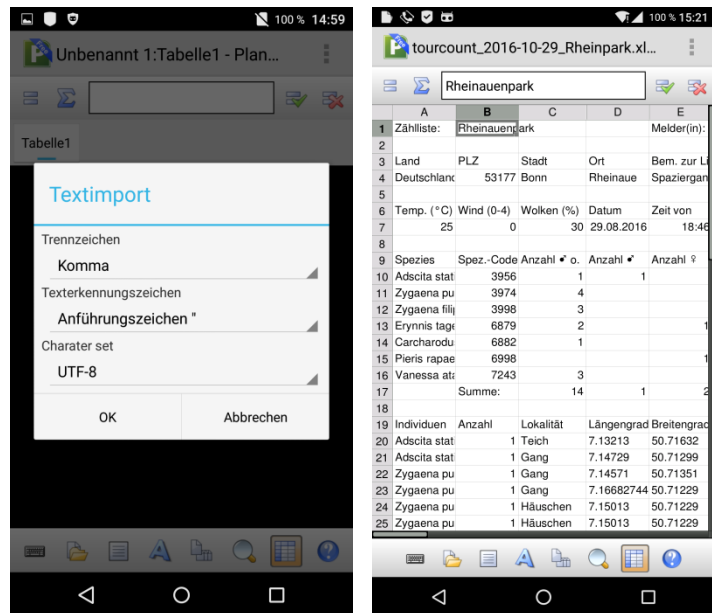 100 % 14:59
Unbenannt 1:Tabelle1 - Plan...
Tabelle1
Textimport
Trennzeichen
Komma
Texterkennungszeichen
Anführungszeichen "
Charater set
UTF-8
OK Abbrechen
100 % 15:21
tourcount_2016-10-29_Rheinpark.xl...
Rheinauenpark
A B C D E
1 Zählliste: Rheinauenpark Melder(in):
2
3 Land PLZ Stadt Ort Bem. zur Li
4 Deutschland 53177 Bonn Rheinaue Spaziergan
5
6 Temp. (°C) Wind (0-4) Wolken (%) Datum Zeit von
7 25 0 30 29.08.2016 18:46
8
9 Spezies Spez.-Code Anzahl ♂ o. Anzahl ♂ Anzahl ♀
10 Adscita stat 3956 1 1
11 Zygaena pu 3974 4
12 Zygaena fili 3998 3
13 Erynnis tage 6879 2 1
14 Carcharodu 6882 1
15 Pieris rapae 6998 1
16 Vanessa ata 7243 3
17 Summe: 14 1 2
18
19 Individuen Anzahl Lokalität Längengrad Breitengrad
20 Adscita stat 1 Teich 7.13213 50.71632
21 Adscita stat 1 Gang 7.14729 50.71299
22 Zygaena pu 1 Gang 7.14571 50.71351
23 Zygaena pu 1 Gang 7.16682744 50.71229
24 Zygaena pu 1 Häuschen 7.15013 50.71229
25 Zygaena pu 1 Häuschen 7.15013 50.71229